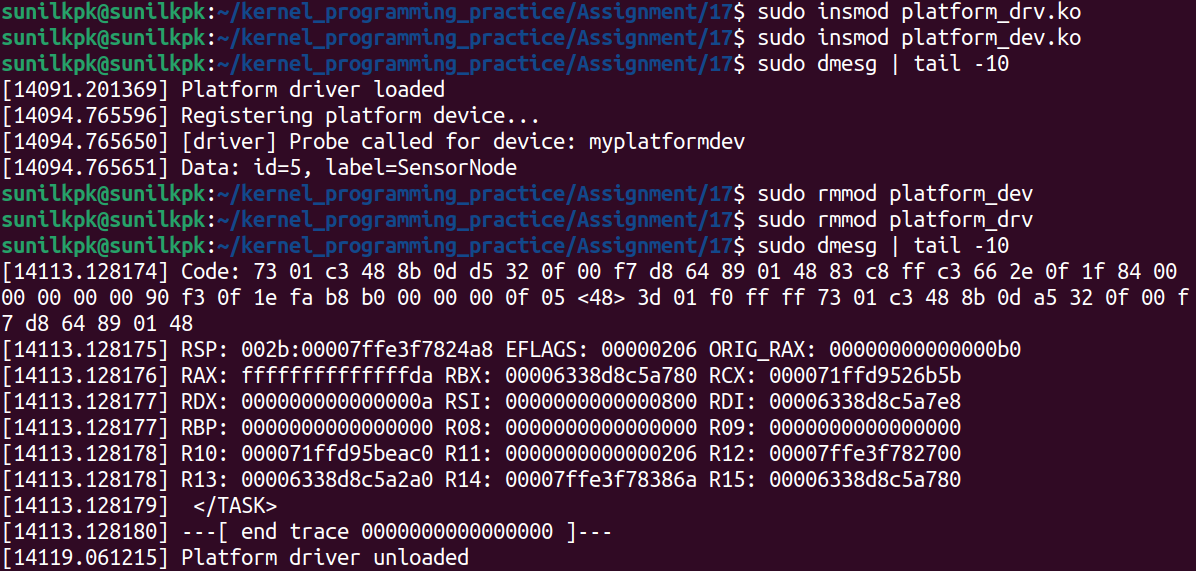 sunilkpk@sunilkpk:~/kernel_programming_practice/Assignment/17$ sudo insmod platform_drv.ko
sunilkpk@sunilkpk:~/kernel_programming_practice/Assignment/17$ sudo insmod platform_dev.ko
sunilkpk@sunilkpk:~/kernel_programming_practice/Assignment/17$ sudo dmesg | tail -10
[14091.201369] Platform driver loaded
[14094.765596] Registering platform device...
[14094.765650] [driver] Probe called for device: myplatformdev
[14094.765651] Data: id=5, label=SensorNode
sunilkpk@sunilkpk:~/kernel_programming_practice/Assignment/17$ sudo rmmod platform_dev
sunilkpk@sunilkpk:~/kernel_programming_practice/Assignment/17$ sudo rmmod platform_drv
sunilkpk@sunilkpk:~/kernel_programming_practice/Assignment/17$ sudo dmesg | tail -10
[14113.128174] Code: 73 01 c3 48 8b 0d d5 32 0f 00 f7 d8 64 89 01 48 83 c8 ff c3 66 2e 0f 1f 84 00
00 00 00 00 90 f3 0f 1e fa b8 b0 00 00 00 0f 05 <48> 3d 01 f0 ff ff 73 01 c3 48 8b 0d a5 32 0f 00 f
7 d8 64 89 01 48
[14113.128175] RSP: 002b:00007ffe3f7824a8 EFLAGS: 00000206 ORIG_RAX: 00000000000000b0
[14113.128176] RAX: ffffffffffffffda RBX: 00006338d8c5a780 RCX: 000071ffd9526b5b
[14113.128177] RDX: 000000000000000a RSI: 0000000000000800 RDI: 00006338d8c5a7e8
[14113.128177] RBP: 0000000000000000 R08: 0000000000000000 R09: 0000000000000000
[14113.128178] R10: 000071ffd95beac0 R11: 0000000000000206 R12: 00007ffe3f782700
[14113.128178] R13: 00006338d8c5a2a0 R14: 00007ffe3f78386a R15: 00006338d8c5a780
[14113.128179]  </TASK>
[14113.128180] ---[ end trace 0000000000000000 ]---
[14119.061215] Platform driver unloaded